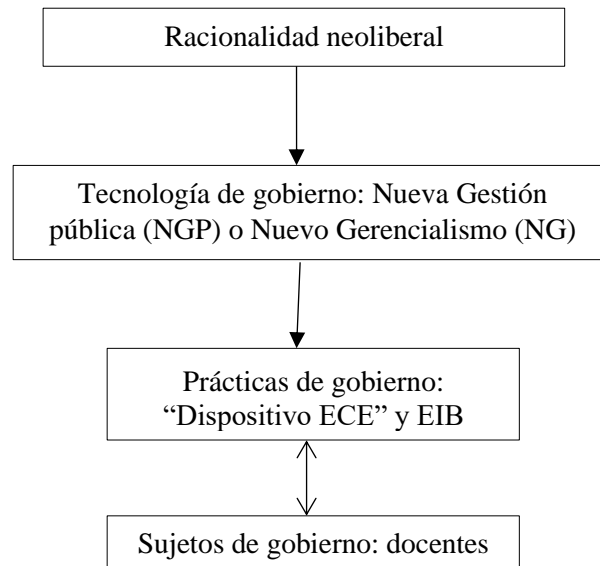 Racionalidad neoliberal
Tecnología de gobierno: Nueva Gestión
pública (NGP) o Nuevo Gerencialismo (NG)
Prácticas de gobierno:
“Dispositivo ECE” y EIB
Sujetos de gobierno: docentes